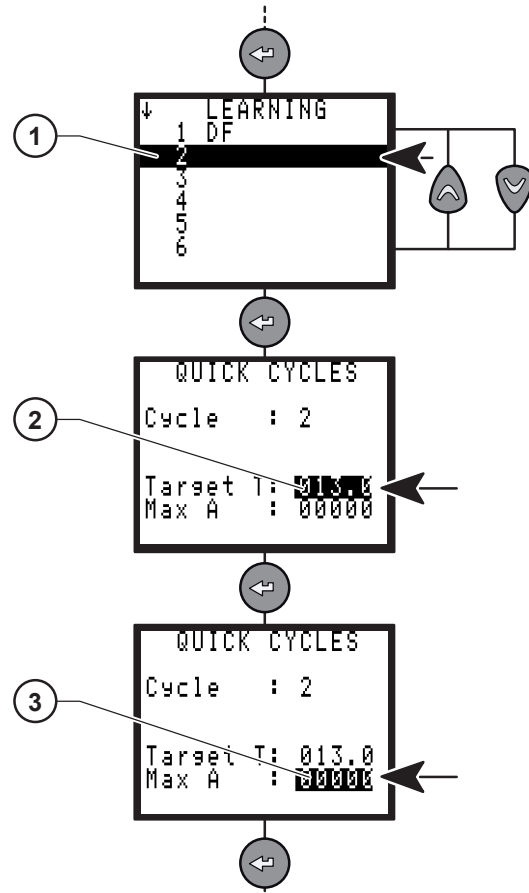 ↓ LEARNING
1 DF
1
2
3
4
5
6
QUICK CYCLES
2
Cycle : 2
Target T: 013.0
Max A : 00000
QUICK CYCLES
3
Cycle : 2
Target T: 013.0
Max A : 00000